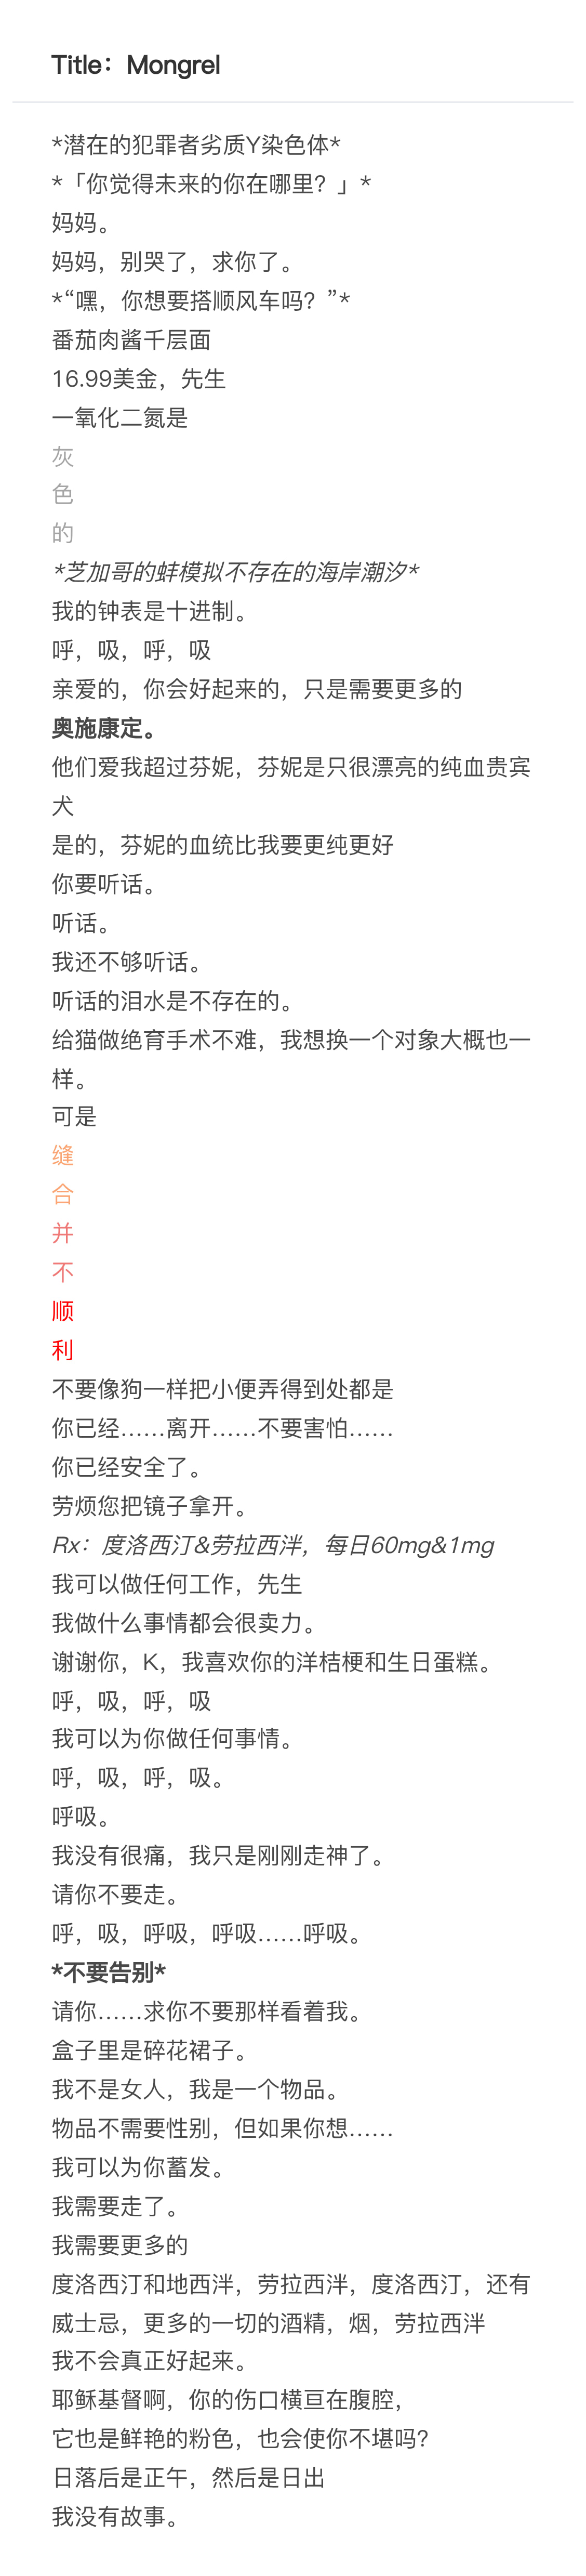 Title：Mongrel
*潜在的犯罪者劣质Y染色体*
*「你觉得未来的你在哪里？」*
妈妈。
妈妈，别哭了，求你了。
*“嘿，你想要搭顺风车吗？”*
番茄肉酱千层面
16.99美金，先生
一氧化二氮是
灰
色
的
*芝加哥的蚌模拟不存在的海岸潮汐*
我的钟表是十进制。
呼，吸，呼，吸
亲爱的，你会好起来的，只是需要更多的
奥施康定。
他们爱我超过芬妮，芬妮是只很漂亮的纯血贵宾
犬
是的，芬妮的血统比我要更纯更好
你要听话。
听话。
我还不够听话。
听话的泪水是不存在的。
给猫做绝育手术不难，我想换一个对象大概也一
样。
可是
缝
合
并
不
顺
利
不要像狗一样把小便弄得到处都是
你已经……离开……不要害怕……
你已经安全了。
劳烦您把镜子拿开。
Rx：度洛西汀&劳拉西泮，每日60mg&1mg
我可以做任何工作，先生
我做什么事情都会很卖力。
谢谢你，K，我喜欢你的洋桔梗和生日蛋糕。
呼，吸，呼，吸
我可以为你做任何事情。
呼，吸，呼，吸。
呼吸。
我没有很痛，我只是刚刚走神了。
请你不要走。
呼，吸，呼吸，呼吸……呼吸。
*不要告别*
请你……求你不要那样看着我。
盒子里是碎花裙子。
我不是女人，我是一个物品。
物品不需要性别，但如果你想……
我可以为你蓄发。
我需要走了。
我需要更多的
度洛西汀和地西泮，劳拉西泮，度洛西汀，还有
威士忌，更多的一切的酒精，烟，劳拉西泮
我不会真正好起来。
耶稣基督啊，你的伤口横亘在腹腔，
它也是鲜艳的粉色，也会使你不堪吗？
日落后是正午，然后是日出
我没有故事。